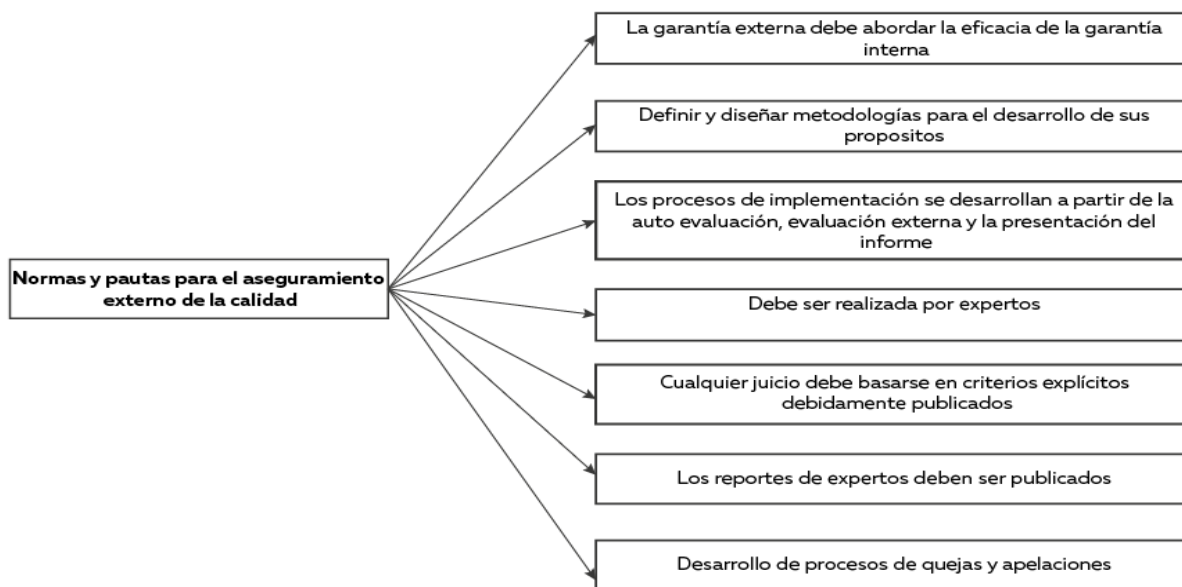 La garantía externa debe abordar la eficacia de la garantía
interna
Definir y diseñar metodologías para el desarrollo de sus
propositos
Los procesos de implementación se desarrollan a partir de la
auto evaluación, evaluación externa y la presentación del
informe
Normas y pautas para el aseguramiento
externo de la calidad
Debe ser realizada por expertos
Cualquier juicio debe basarse en criterios explícitos
debidamente publicados
Los reportes de expertos deben ser publicados
Desarrollo de procesos de quejas y apelaciones